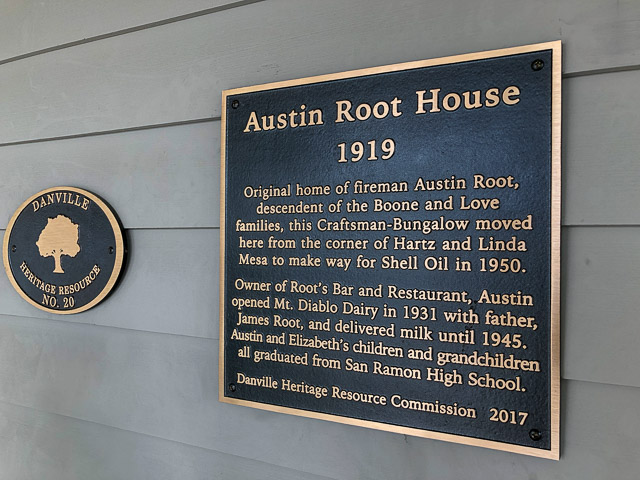 DANVILLE
HERITAGE RESOURCE
NO. 20
Austin Root House
1919
Original home of fireman Austin Root,
descendent of the Boone and Love
families, this Craftsman-Bungalow moved
here from the corner of Hartz and Linda
Mesa to make way for Shell Oil in 1950.
Owner of Root's Bar and Restaurant, Austin
opened Mt. Diablo Dairy in 1931 with father,
James Root, and delivered milk until 1945.
Austin and Elizabeth's children and grandchildren
all graduated from San Ramon High School.
Danville Heritage Resource Commission 2017